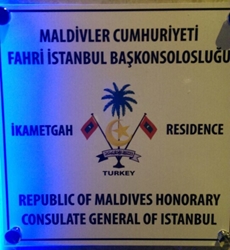 MALDİVLER CUMHURİYETİ
FAHRİ İSTANBUL BAŞKONSOLOSLUĞU
İKAMETGAH RESIDENCE
TURKEY
REPUBLIC OF MALDIVES HONORARY
CONSULATE GENERAL OF ISTANBUL